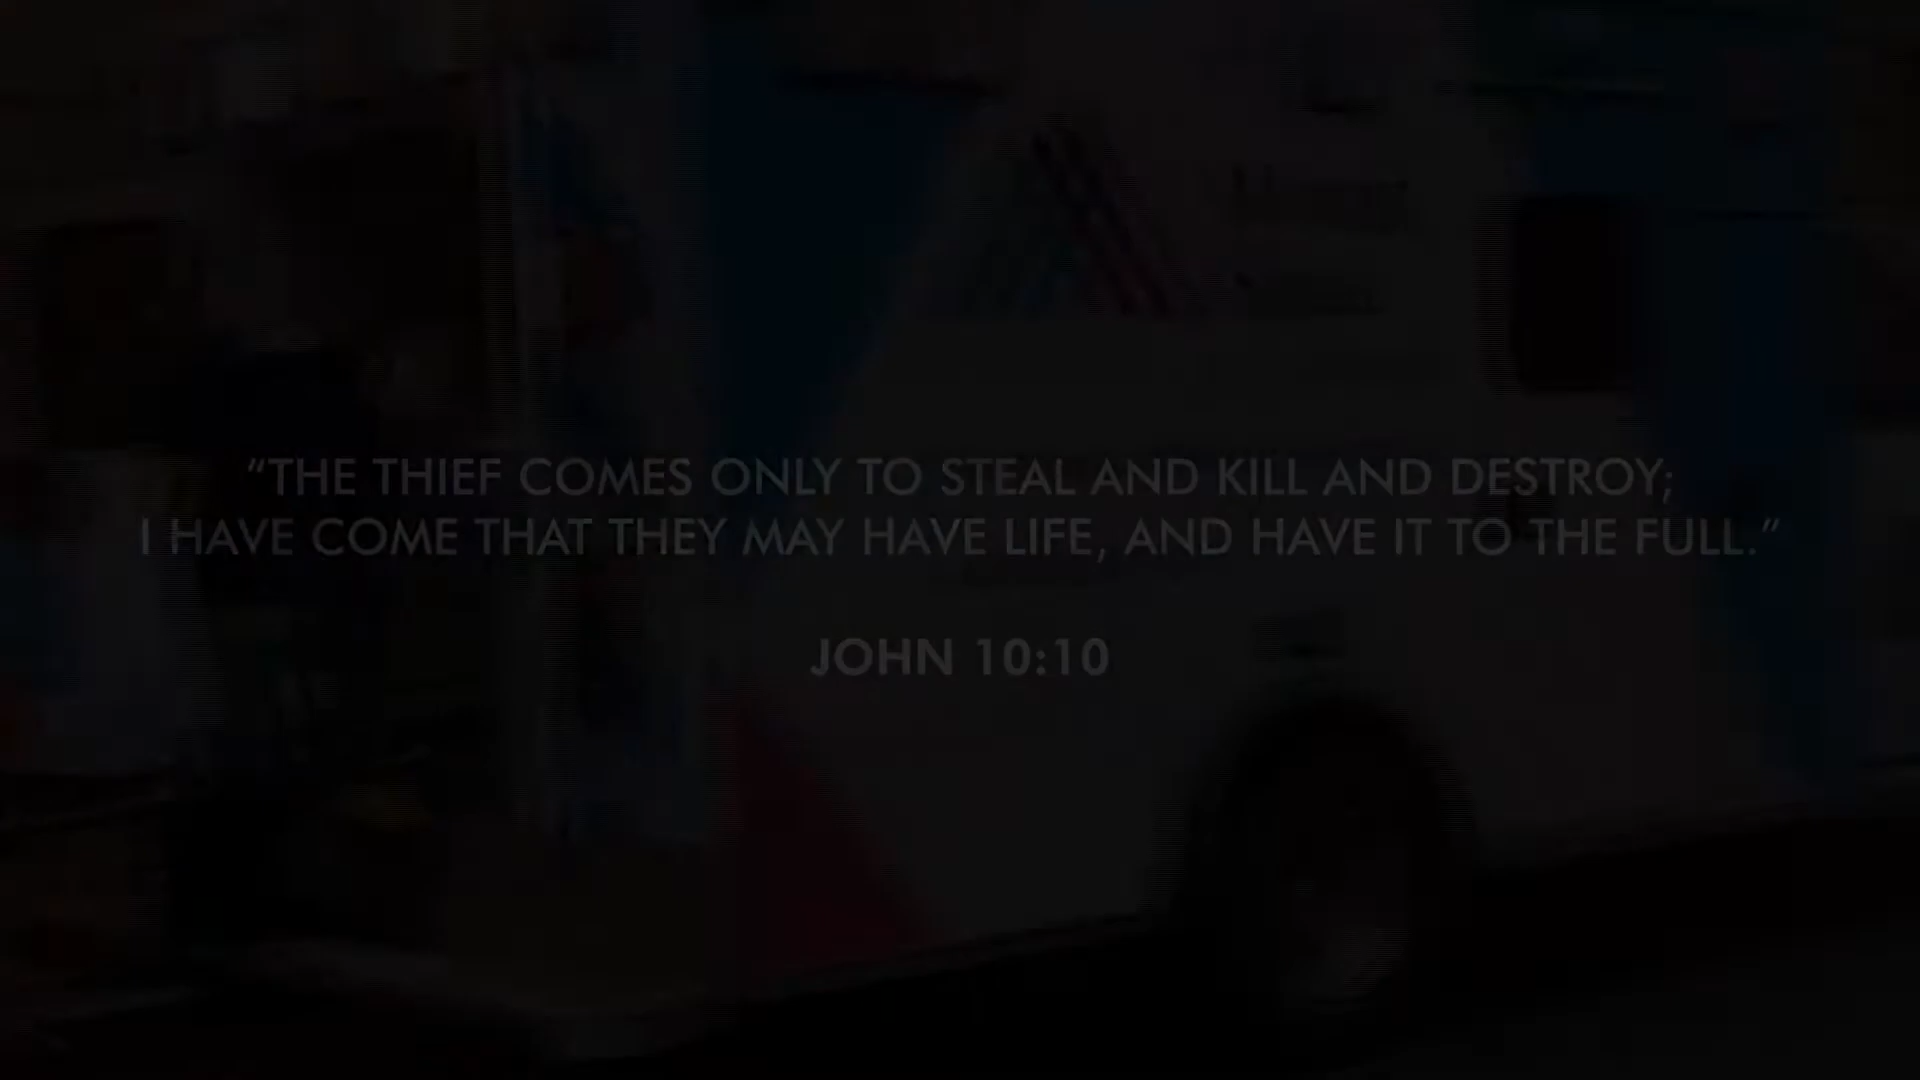 “THE THIEF COMES ONLY TO STEAL AND KILL AND DESTROY;
I HAVE COME THAT THEY MAY HAVE LIFE, AND HAVE IT TO THE FULL.”
JOHN 10:10